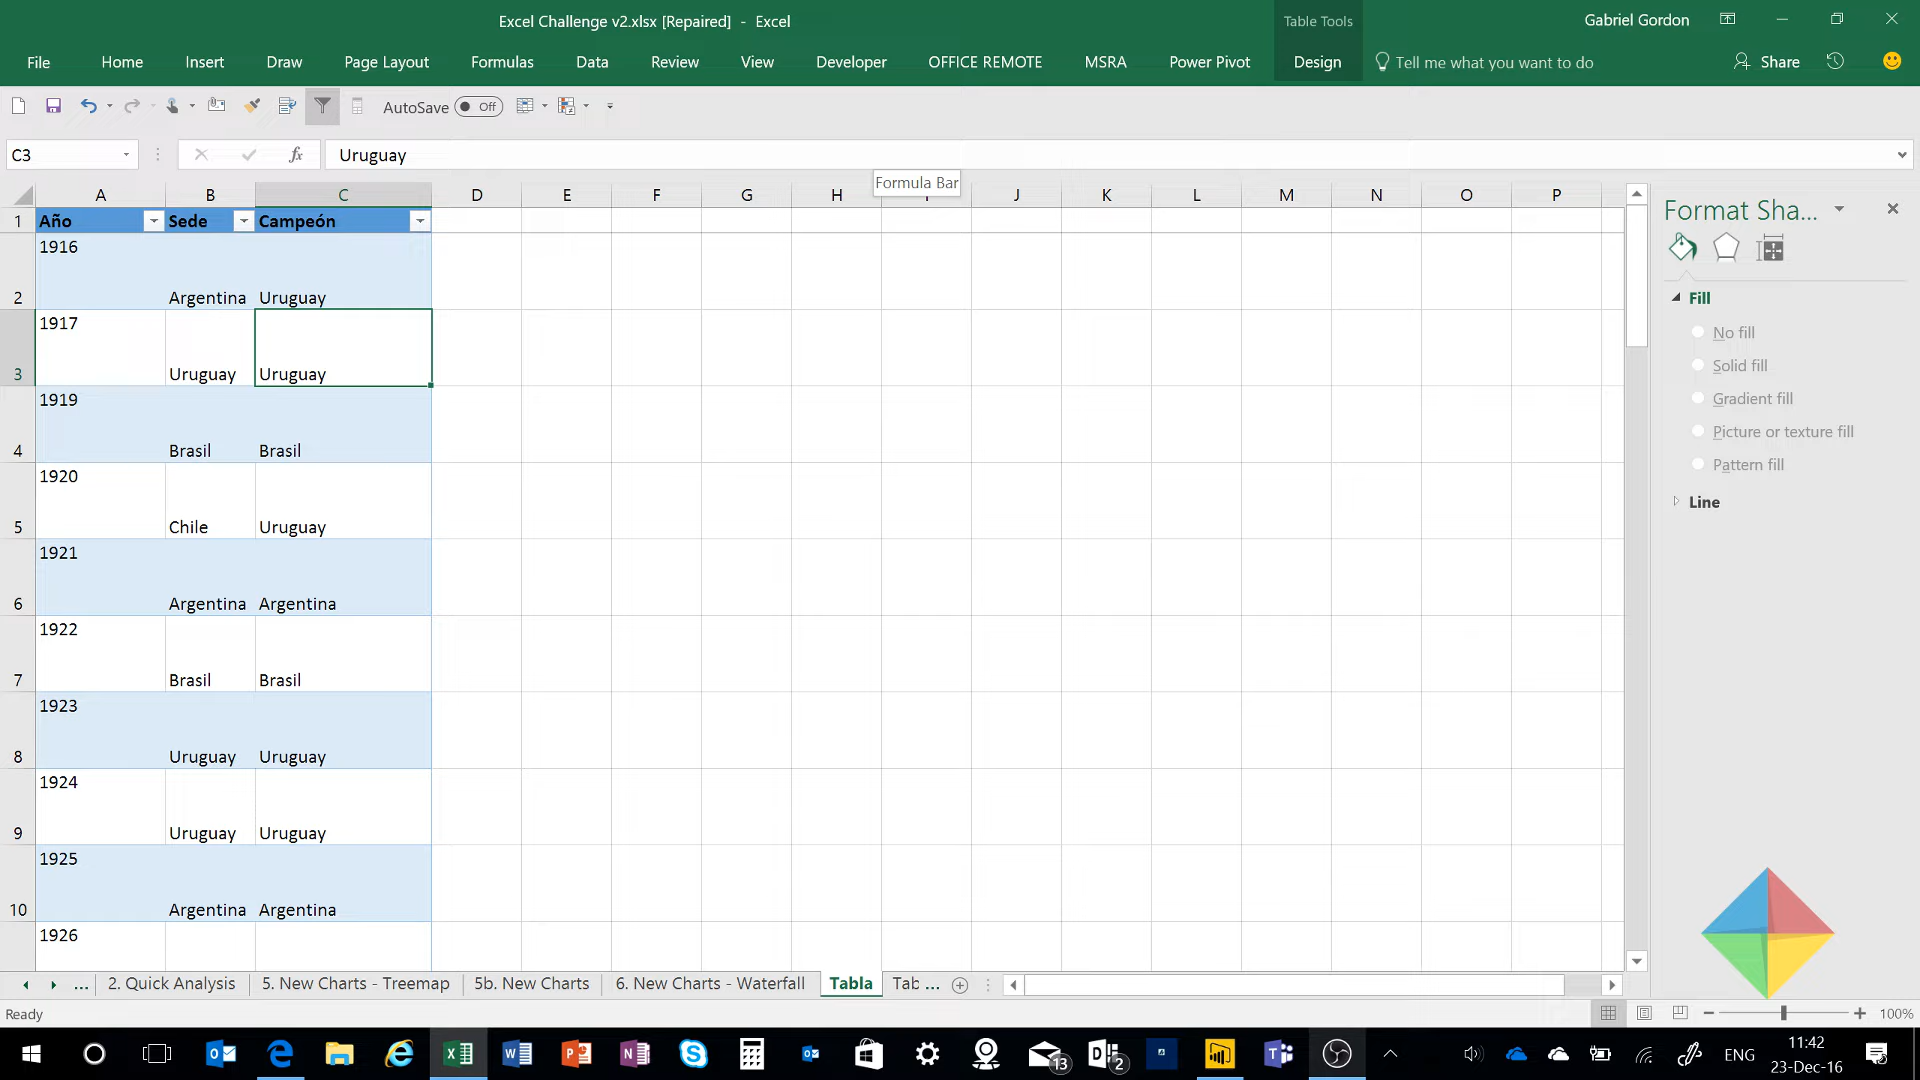 Excel Challenge v2.xlsx [Repaired] - Excel
Table Tools
Gabriel Gordon
File Home Insert Draw Page Layout Formulas Data Review View Developer OFFICE REMOTE MSRA Power Pivot Design Tell me what you want to do Share
AutoSave Off
C3 fx Uruguay
Formula Bar
A B C D E F G H J K L M N O P
1 Año Sede Campeón
1916
2 Argentina Uruguay
1917
3 Uruguay Uruguay
1919
4 Brasil Brasil
1920
5 Chile Uruguay
1921
6 Argentina Argentina
1922
7 Brasil Brasil
1923
8 Uruguay Uruguay
1924
9 Uruguay Uruguay
1925
10 Argentina Argentina
1926
Format Sha...
Fill
No fill
Solid fill
Gradient fill
Picture or texture fill
Pattern fill
Line
... 2. Quick Analysis 5. New Charts - Treemap 5b. New Charts 6. New Charts - Waterfall Tabla Tab ...
Ready
100%
13 2 ENG 11:42
23-Dec-16